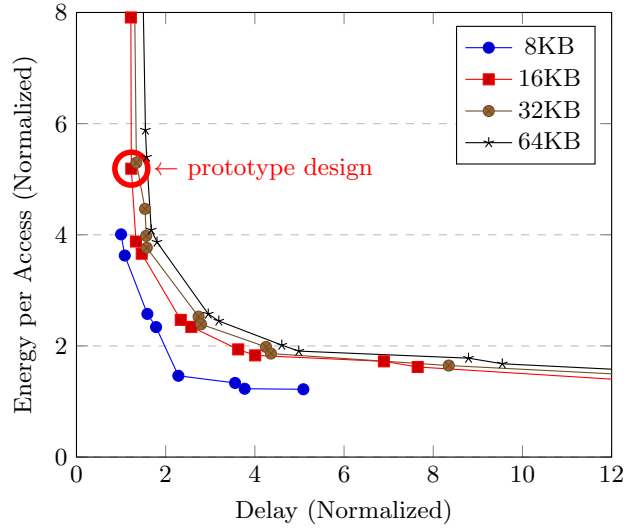 8
6
4
2
0
0 2 4 6 8 10 12
Energy per Access (Normalized)
Delay (Normalized)
← prototype design
8KB
16KB
32KB
64KB